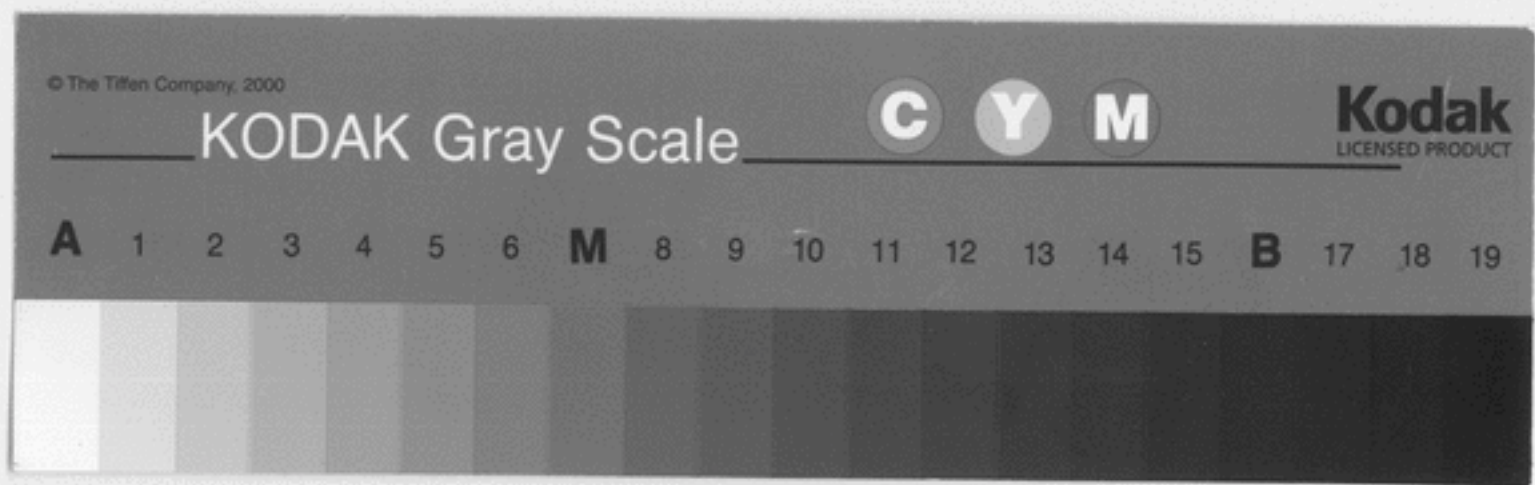 © The Tiffen Company, 2000
KODAK Gray Scale
C Y M
Kodak
LICENSED PRODUCT
A 1 2 3 4 5 6 M 8 9 10 11 12 13 14 15 B 17 18 19